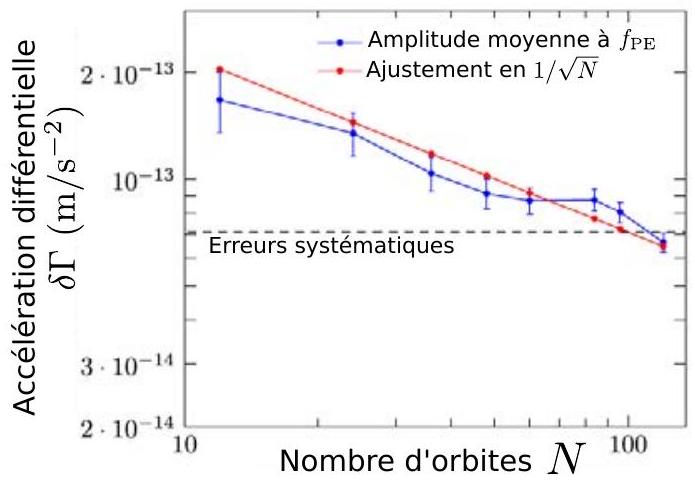 Amplitude moyenne à f_PE
Ajustement en 1/√N
2 · 10⁻¹³
10⁻¹³
3 · 10⁻¹⁴
2 · 10⁻¹⁴
Accélération différentielle
δΓ (m/s⁻²)
Erreurs systématiques
10
100
Nombre d'orbites N